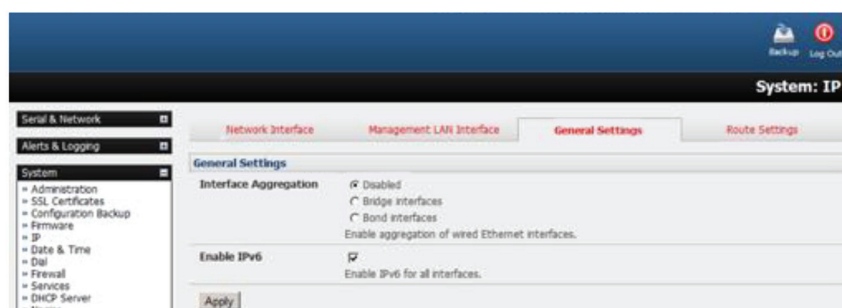 Backup Log Out
System: IP
Serial & Network
Alerts & Logging
System
Administration
SSL Certificates
Configuration Backup
Firmware
IP
Date & Time
Dial
Firewall
Services
DHCP Server
Network Interface Management LAN Interface General Settings Route Settings
General Settings
Interface Aggregation Disabled
Bridge interfaces
Bond interfaces
Enable aggregation of wired Ethernet interfaces.
Enable IPv6
Enable IPv6 for all interfaces.
Apply